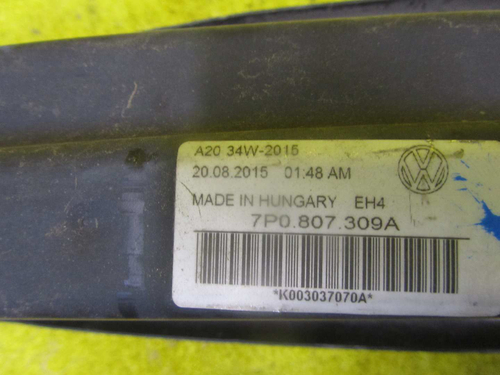 A20 34W-2015
20.08.2015 01:48 AM
MADE IN HUNGARY EH4
7P0.807.309A
*K003037070A*